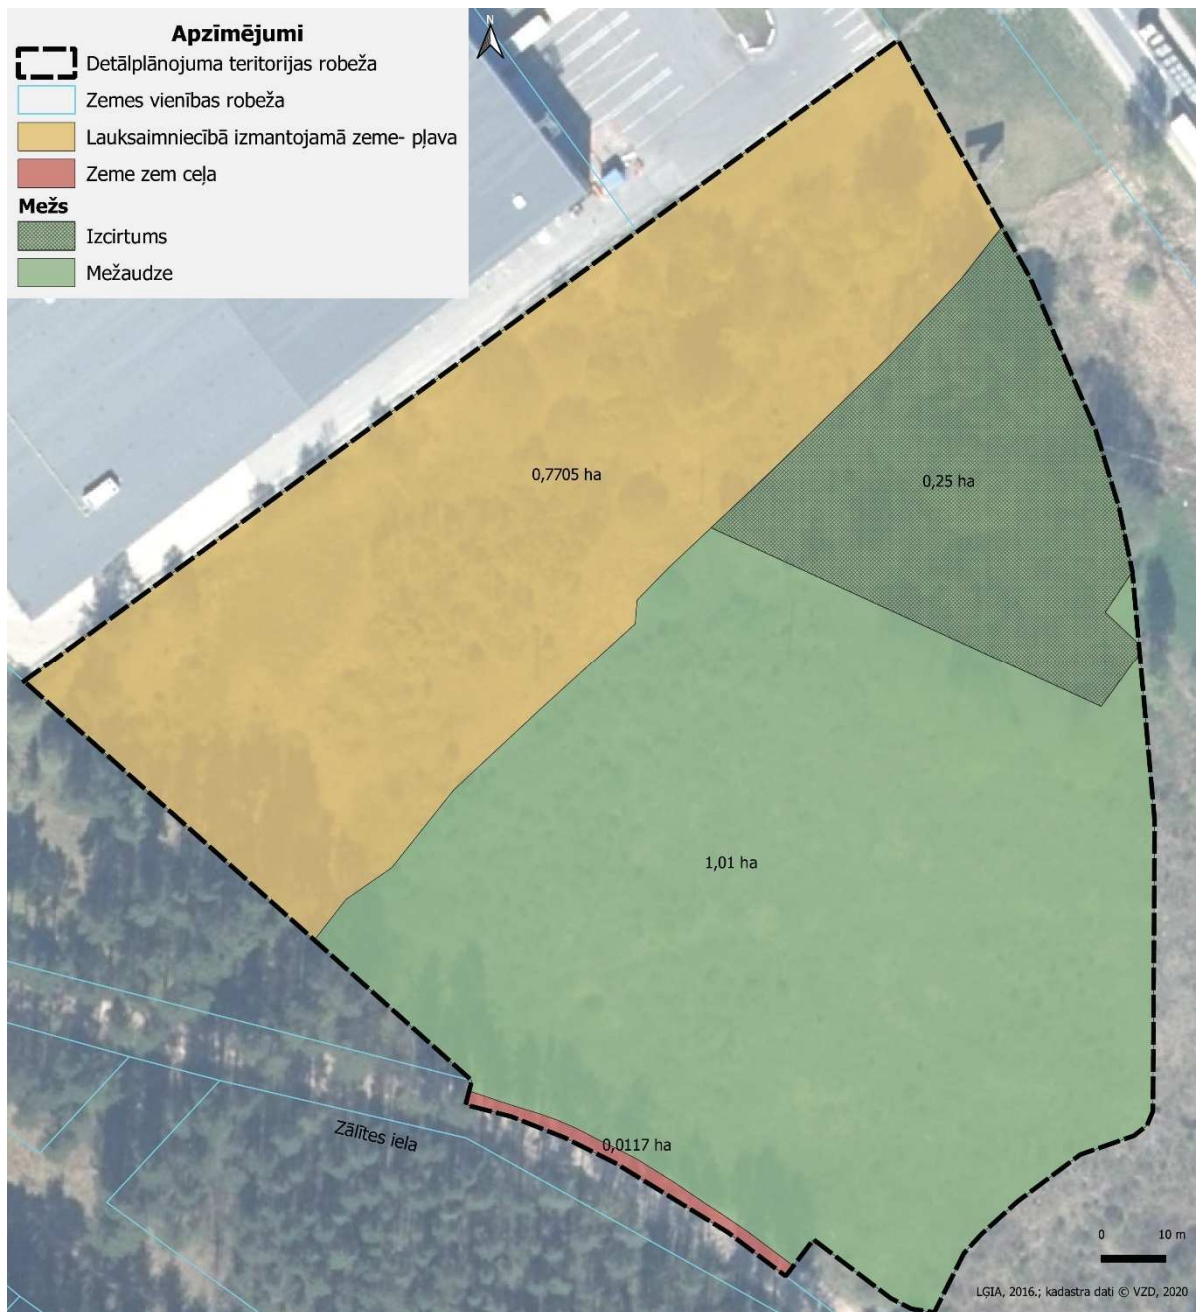 Apzīmējumi
Detālplānojuma teritorijas robeža
Zemes vienības robeža
Lauksaimniecībā izmantojamā zeme- pļava
Zeme zem ceļa
Mežs
Izcirtums
Mežaudze
N
0,7705 ha
0,25 ha
1,01 ha
Zālītes iela
0,0117 ha
0 10 m
LĢIA, 2016.; kadastra dati © VZD, 2020